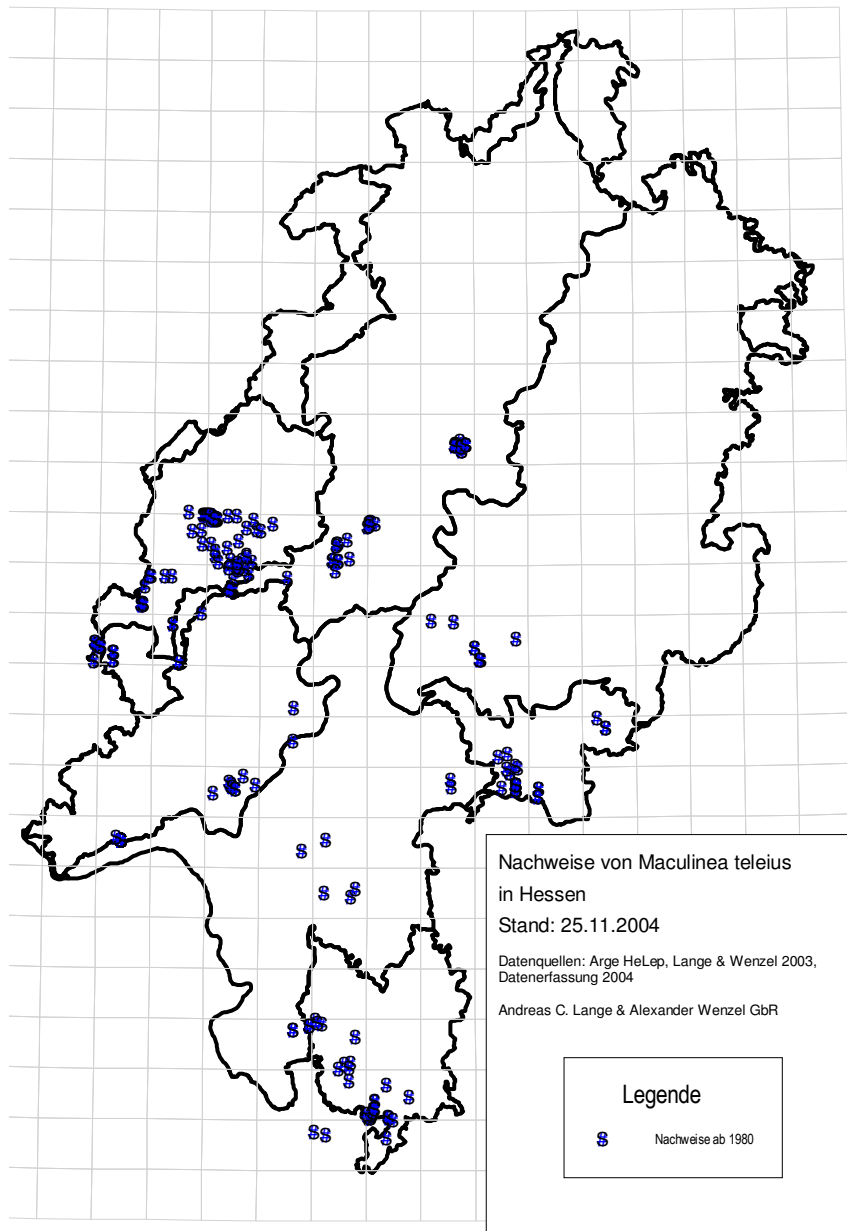 Nachweise von Maculinea teleius
in Hessen
Stand: 25.11.2004
Datenquellen: Arge HeLep, Lange & Wenzel 2003,
Datenerfassung 2004
Andreas C. Lange & Alexander Wenzel GbR
Legende
Nachweise ab 1980